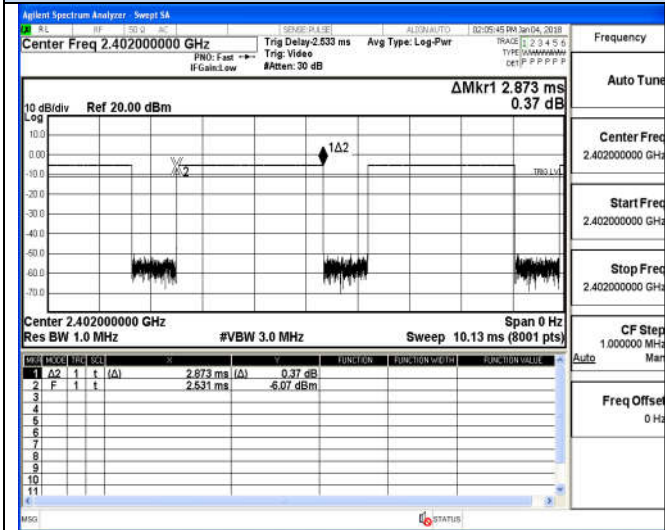 Agilent Spectrum Analyzer - Swept SA
RL RF 50 Ω AC SENSE:PULSE ALIGNAUTO 02:05:45 PM Jan 04, 2018
Center Freq 2.402000000 GHz
Trig Delay-2.533 ms
Avg Type: Log-Pwr
TRACE 1 2 3 4 5 6
PNO: Fast
Trig: Video
TYPE
IFGain:Low
#Atten: 30 dB
DET P P P P P P
ΔMkr1 2.873 ms
0.37 dB
10 dB/div Ref 20.00 dBm
Log
10.0
0.00
-10.0
-20.0
-30.0
-40.0
-50.0
-60.0
-70.0
1Δ2
2
TRIG LVL
Center 2.402000000 GHz Span 0 Hz
Res BW 1.0 MHz #VBW 3.0 MHz Sweep 10.13 ms (8001 pts)
MKR MODE TRC SCL X Y FUNCTION FUNCTION WIDTH FUNCTION VALUE
1 Δ2 1 t (Δ) 2.873 ms (Δ) 0.37 dB
2 F 1 t 2.531 ms -6.07 dBm
3
4
5
6
7
8
9
10
11
MSG STATUS
Frequency
Auto Tune
Center Freq
2.402000000 GHz
Start Freq
2.402000000 GHz
Stop Freq
2.402000000 GHz
CF Step
1.000000 MHz
Auto Man
Freq Offset
0 Hz